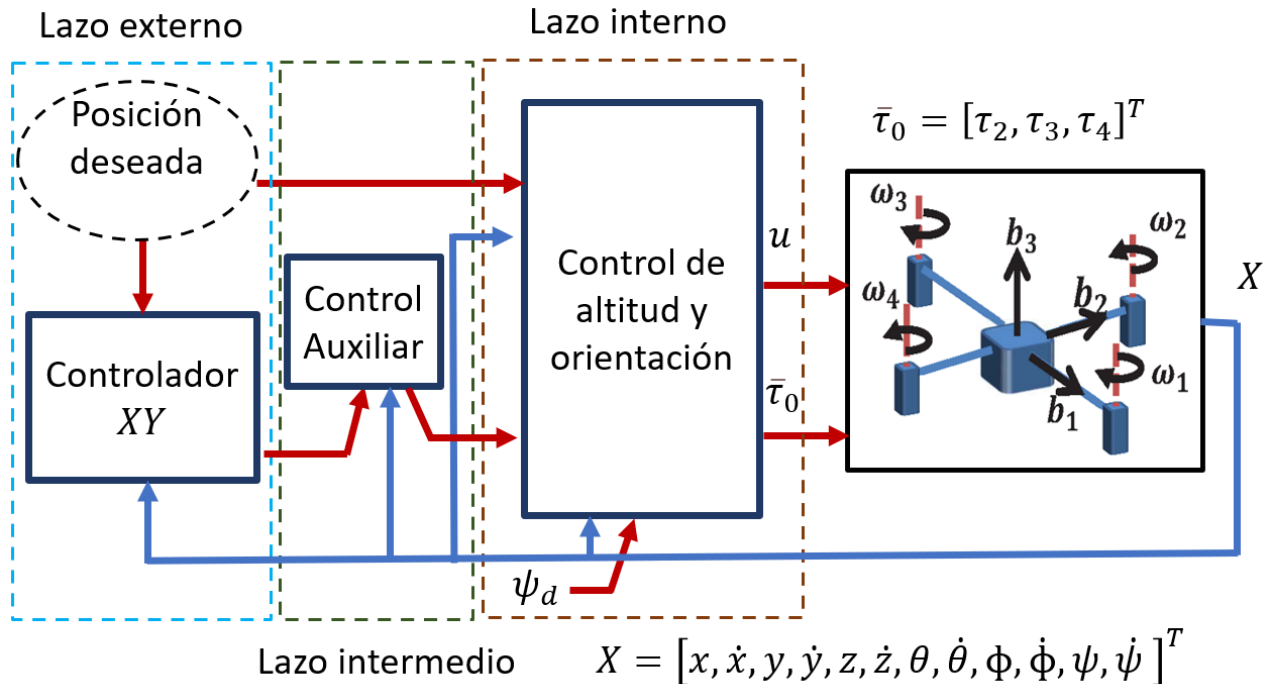 Lazo externo
Lazo interno
Posición
deseada
τ̄₀ = [τ₂, τ₃, τ₄]ᵀ
ω₃
ω₂
b₃
u
X
Control
Auxiliar
Control de
altitud y
orientación
ω₄
b₂
Controlador
XY
τ̄₀
b₁
ω₁
ψ_d
Lazo intermedio
X = [x, ẋ, y, ẏ, z, ż, θ, θ̇, ϕ, ϕ̇, ψ, ψ̇ ]ᵀ